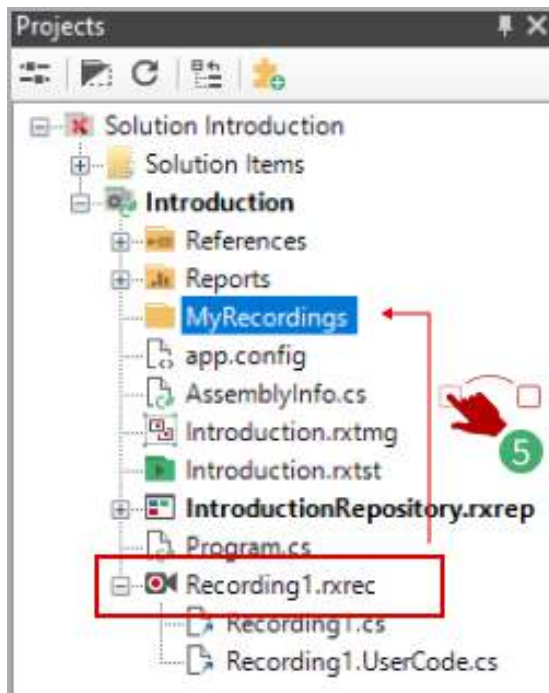 Projects
Solution Introduction
Solution Items
Introduction
References
Reports
MyRecordings
app.config
AssemblyInfo.cs
Introduction.rxtmg
5
Introduction.rxtst
IntroductionRepository.rxrep
Program.cs
Recording1.rxrec
Recording1.cs
Recording1.UserCode.cs